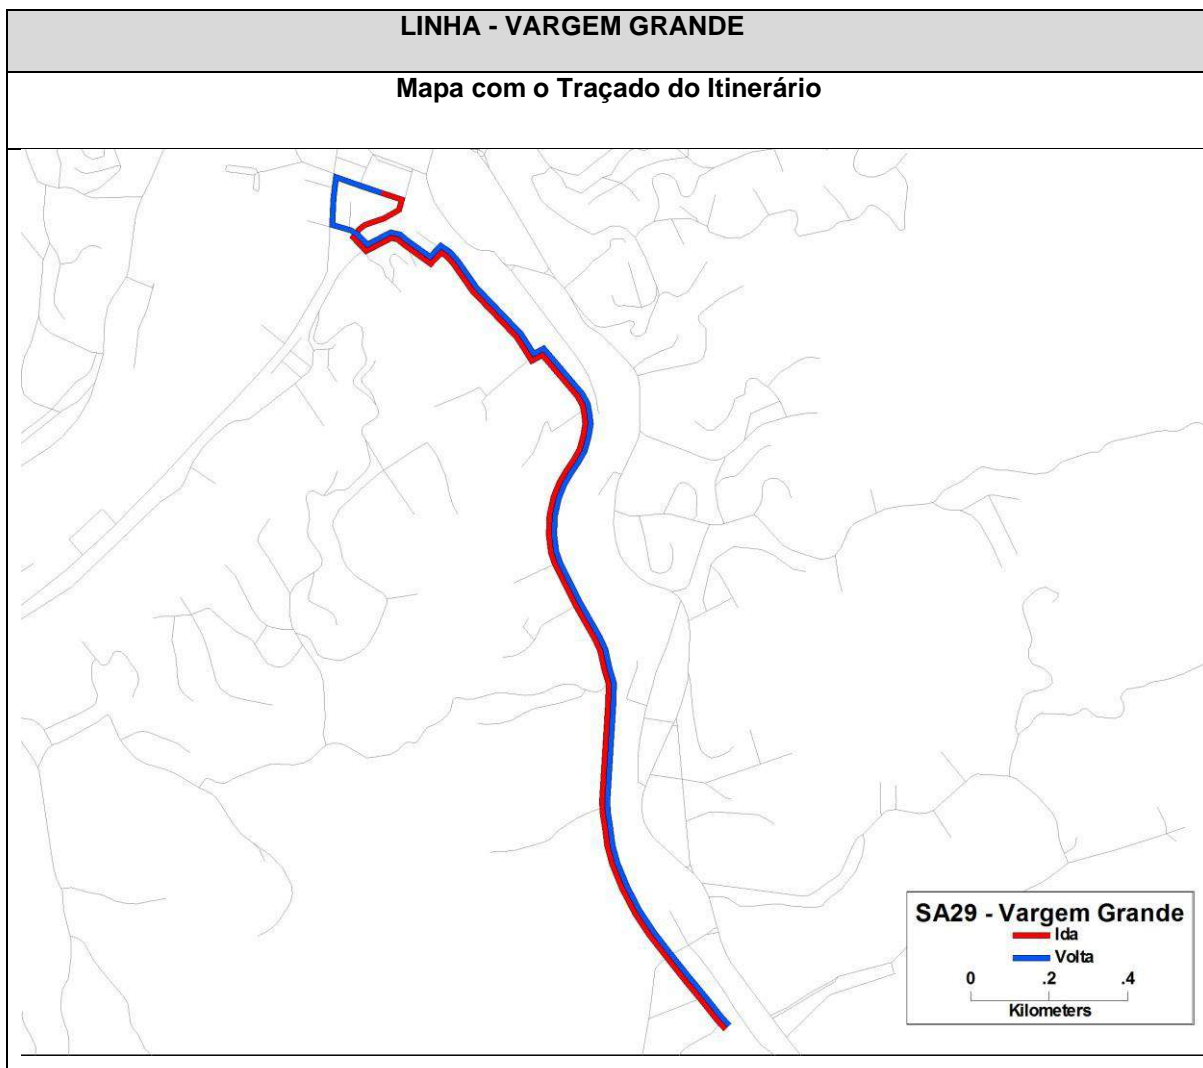 LINHA - VARGEM GRANDE
Mapa com o Traçado do Itinerário
SA29 - Vargem Grande
Ida
Volta
0 .2 .4
Kilometers